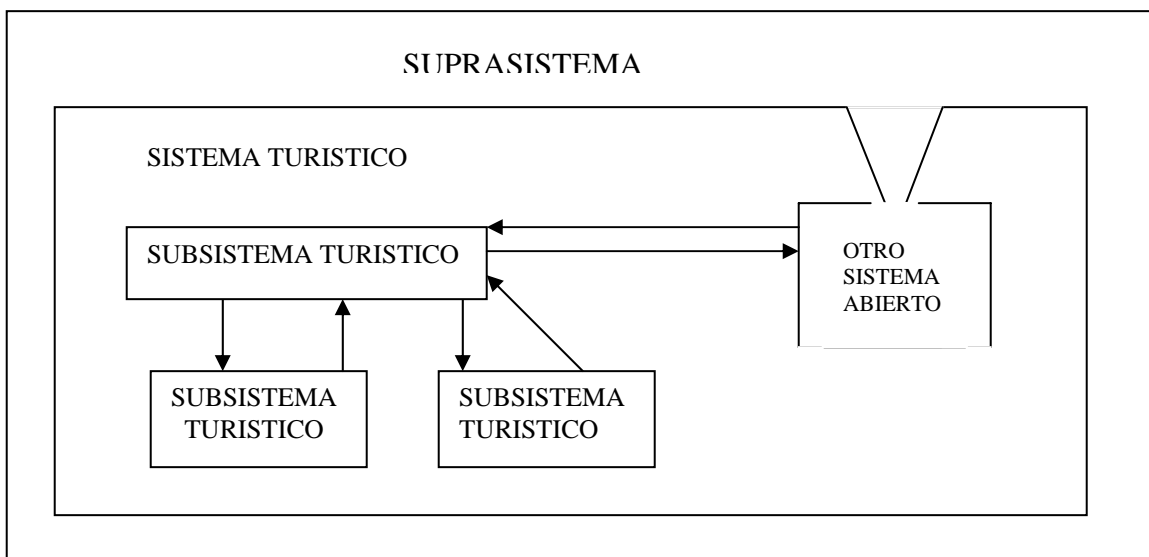 SUPRASISTEMA
SISTEMA TURISTICO
SUBSISTEMA TURISTICO
OTRO
SISTEMA
ABIERTO
SUBSISTEMA
TURISTICO
SUBSISTEMA
TURISTICO